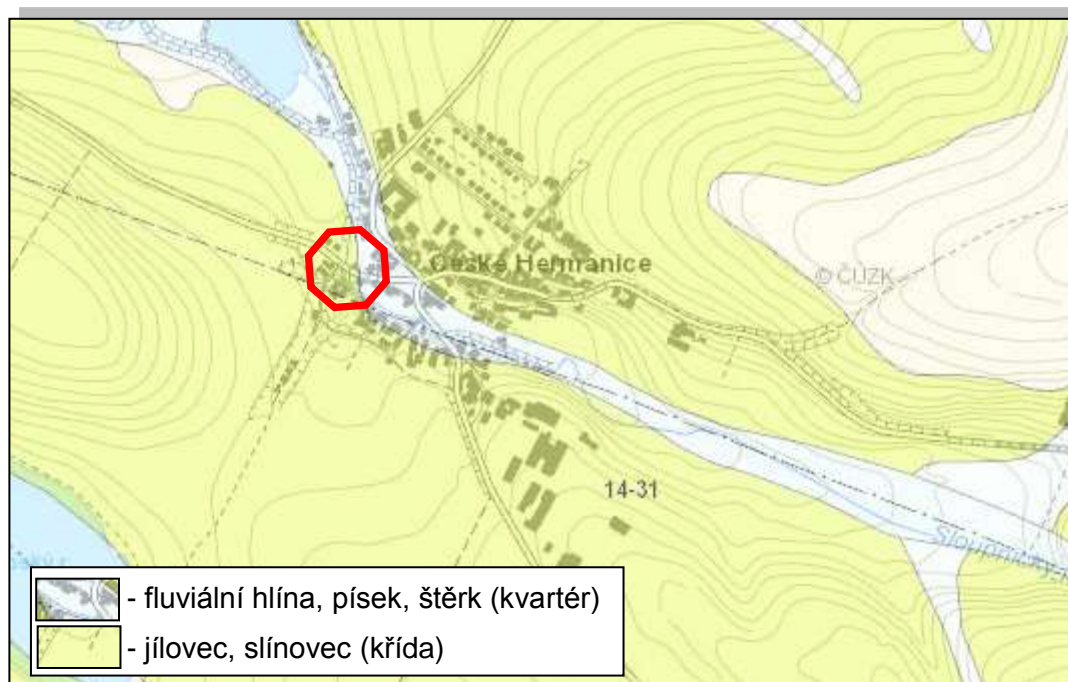 České Heřmanice
© ČÚZK
14-31
- fluviální hlína, písek, štěrk (kvartér)
- jílovec, slínovec (křída)